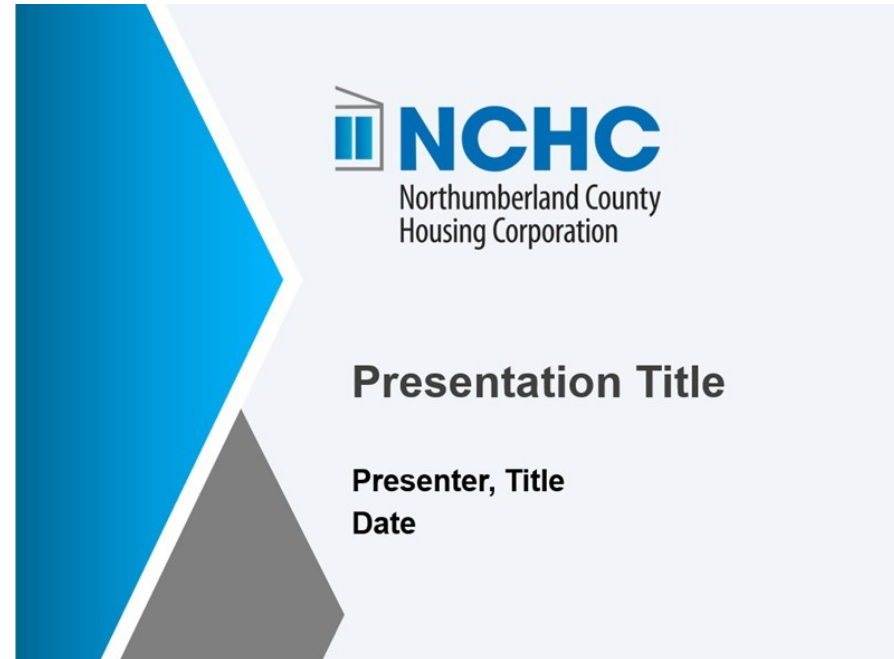 NCHC
Northumberland County
Housing Corporation
Presentation Title
Presenter, Title
Date